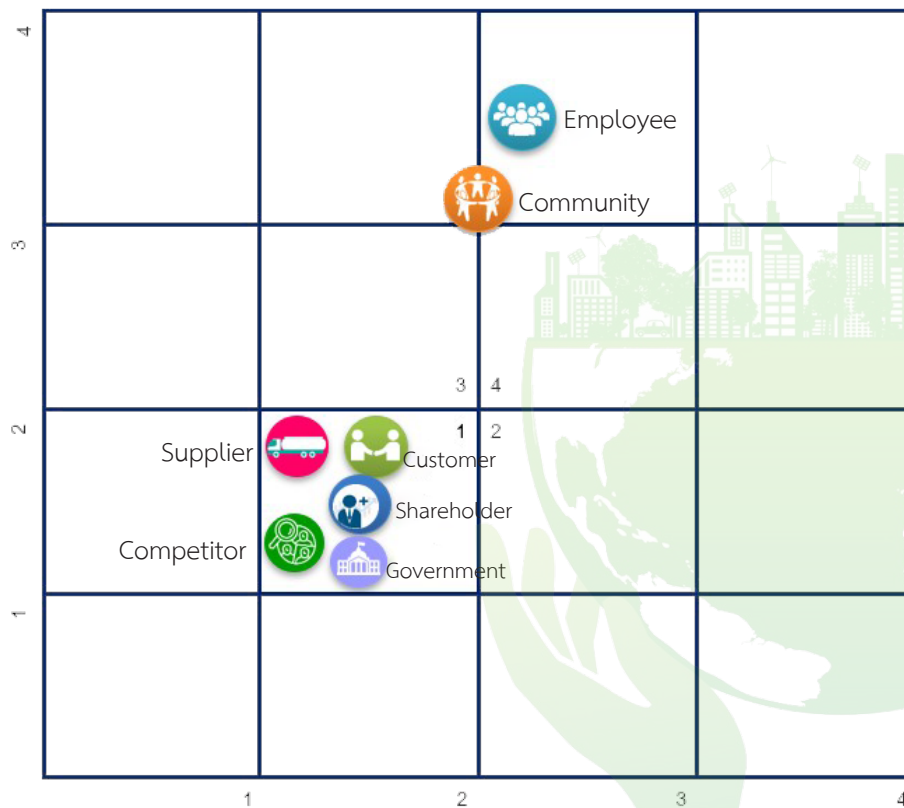 4
Employee
Community
3
3 4
2
1 2
Supplier
Customer
Shareholder
Competitor
Government
1
1 2 3 4